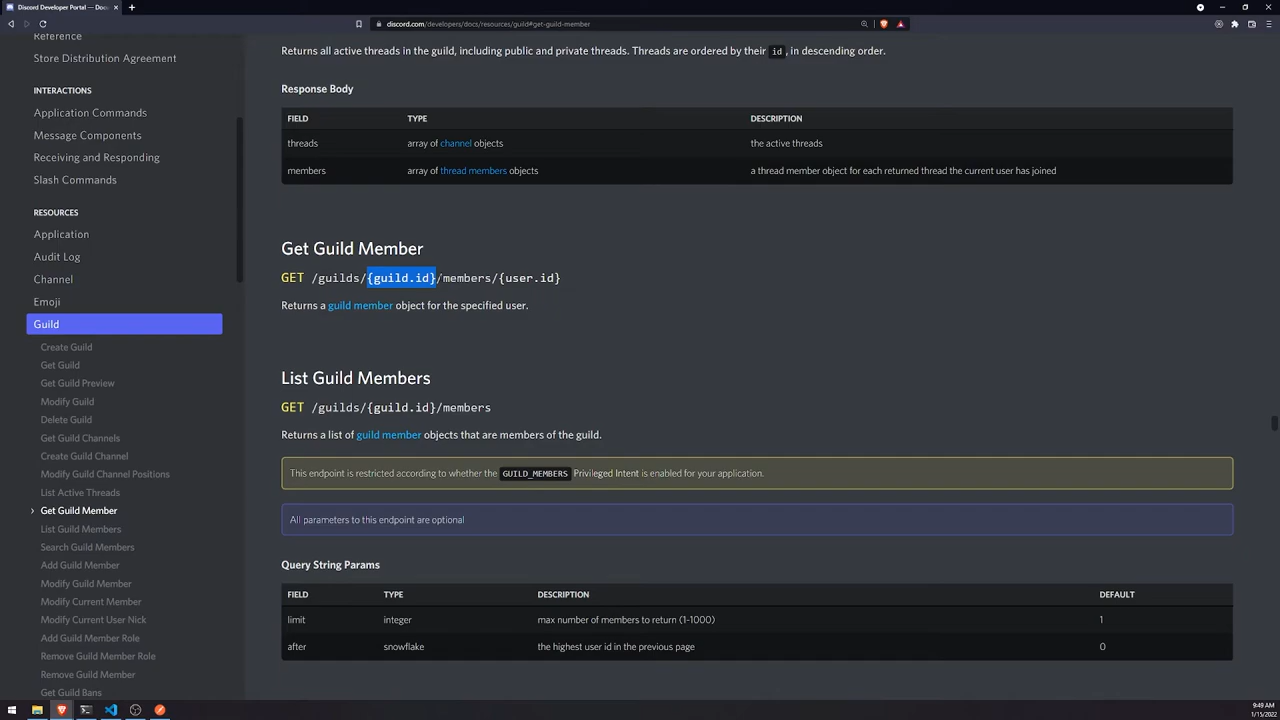 Discord Developer Portal — Docu
discord.com/developers/docs/resources/guild#get-guild-member
Reference
Store Distribution Agreement
INTERACTIONS
Application Commands
Message Components
Receiving and Responding
Slash Commands
RESOURCES
Application
Audit Log
Channel
Emoji
Guild
Create Guild
Get Guild
Get Guild Preview
Modify Guild
Delete Guild
Get Guild Channels
Create Guild Channel
Modify Guild Channel Positions
List Active Threads
Get Guild Member
List Guild Members
Search Guild Members
Add Guild Member
Modify Guild Member
Modify Current Member
Modify Current User Nick
Add Guild Member Role
Remove Guild Member Role
Remove Guild Member
Get Guild Bans
Returns all active threads in the guild, including public and private threads. Threads are ordered by their id, in descending order.
Response Body
FIELD TYPE DESCRIPTION
threads array of channel objects the active threads
members array of thread members objects a thread member object for each returned thread the current user has joined
Get Guild Member
GET /guilds/{guild.id}/members/{user.id}
Returns a guild member object for the specified user.
List Guild Members
GET /guilds/{guild.id}/members
Returns a list of guild member objects that are members of the guild.
This endpoint is restricted according to whether the GUILD_MEMBERS Privileged Intent is enabled for your application.
All parameters to this endpoint are optional
Query String Params
FIELD TYPE DESCRIPTION DEFAULT
limit integer max number of members to return (1-1000) 1
after snowflake the highest user id in the previous page 0
9:49 AM
1/15/2022